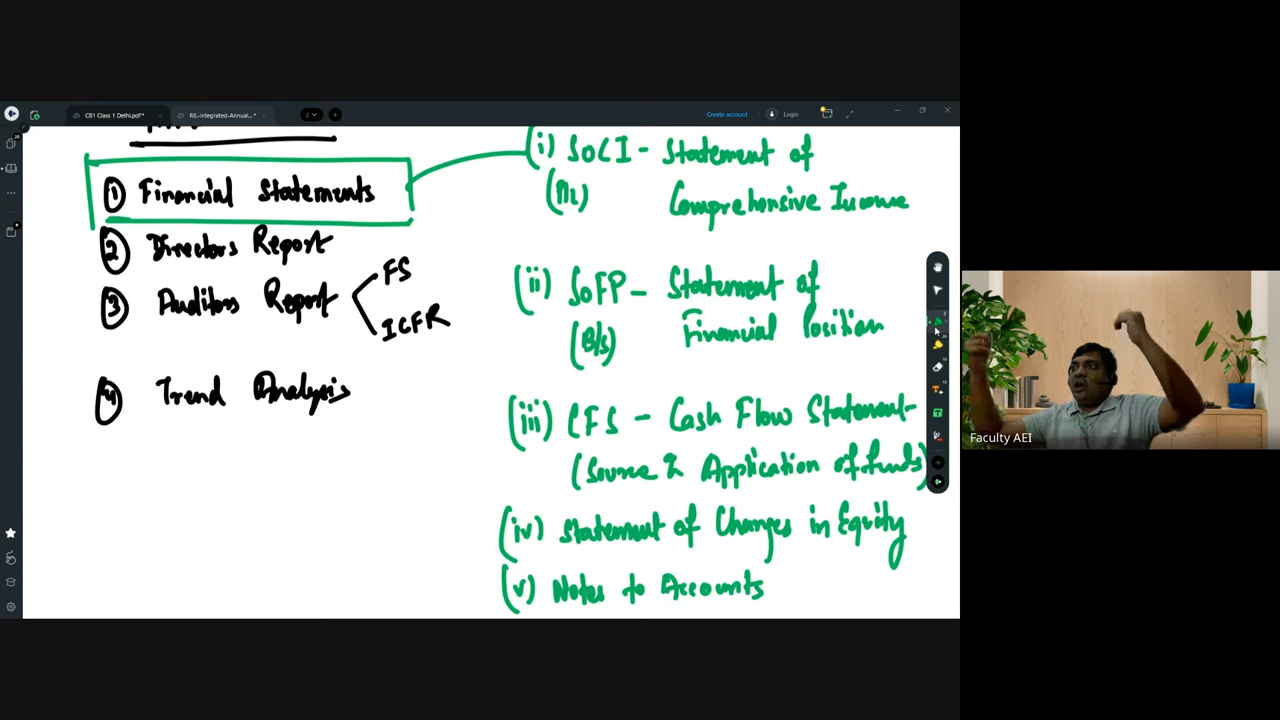 CB1 Class 1 Delhi.pdf*
RIL-Integrated-Annual...*
2
Create account
Login
① Financial Statements
② Directors Report
③ Auditors Report
FS
ICFR
④ Trend Analysis
(i) SOCI - Statement of
Comprehensive Income
(ii) SOFP - Statement of
(B/S) Financial Position
(iii) CFS - Cash Flow Statement
(Source & Application of funds)
(iv) Statement of Changes in Equity
(v) Notes to Accounts
Faculty AEI